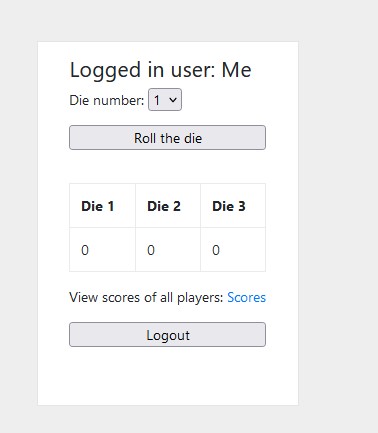 Logged in user: Me
Die number: 1
Roll the die
Die 1 Die 2 Die 3
0 0 0
View scores of all players: Scores
Logout